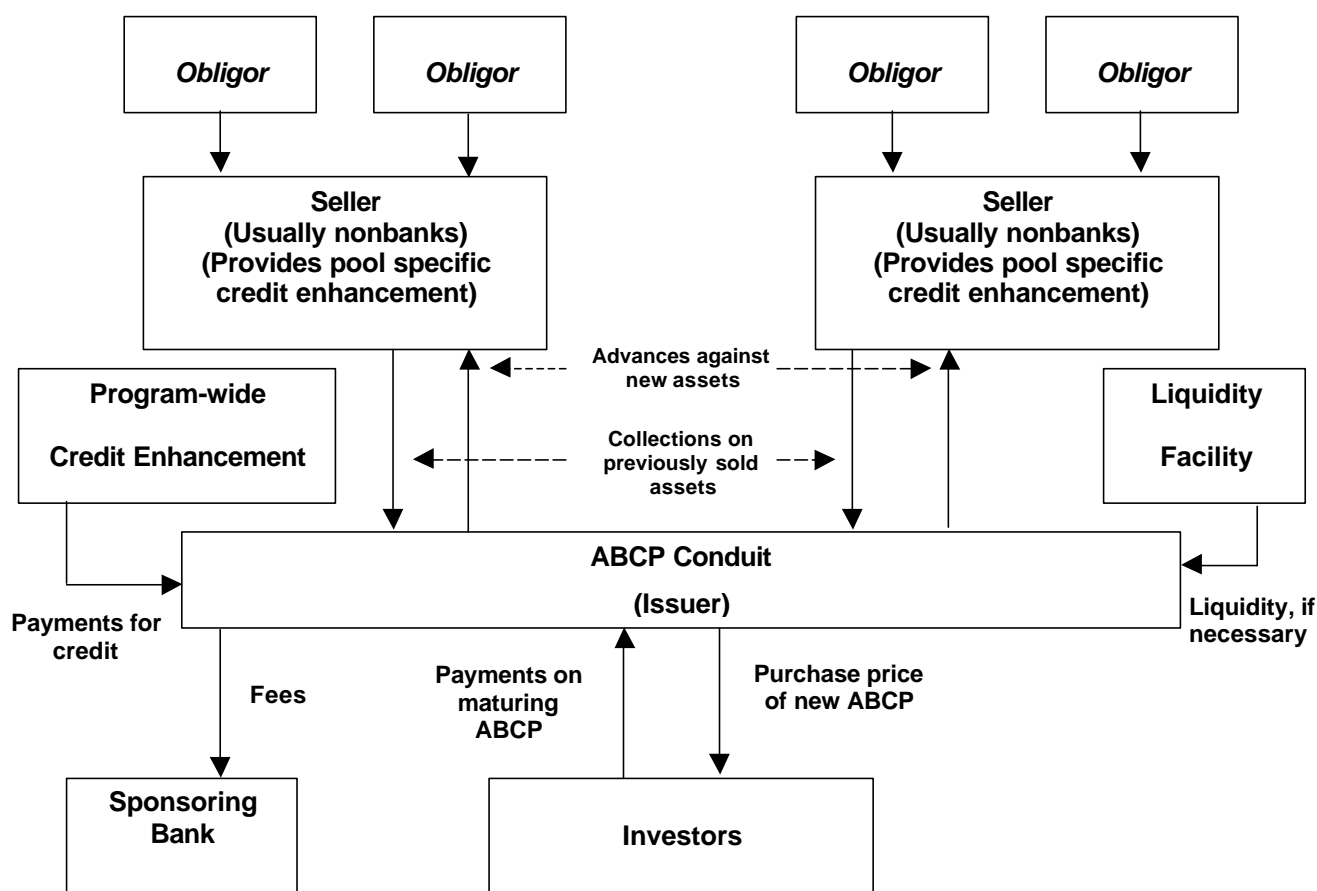 Obligor
Obligor
Obligor
Obligor
Seller
(Usually nonbanks)
(Provides pool specific
credit enhancement)
Seller
(Usually nonbanks)
(Provides pool specific
credit enhancement)
Advances against
new assets
Program-wide
Credit Enhancement
Liquidity
Facility
Collections on
previously sold
assets
ABCP Conduit
(Issuer)
Payments for
credit
Liquidity, if
necessary
Fees
Payments on
maturing
ABCP
Purchase price
of new ABCP
Sponsoring
Bank
Investors